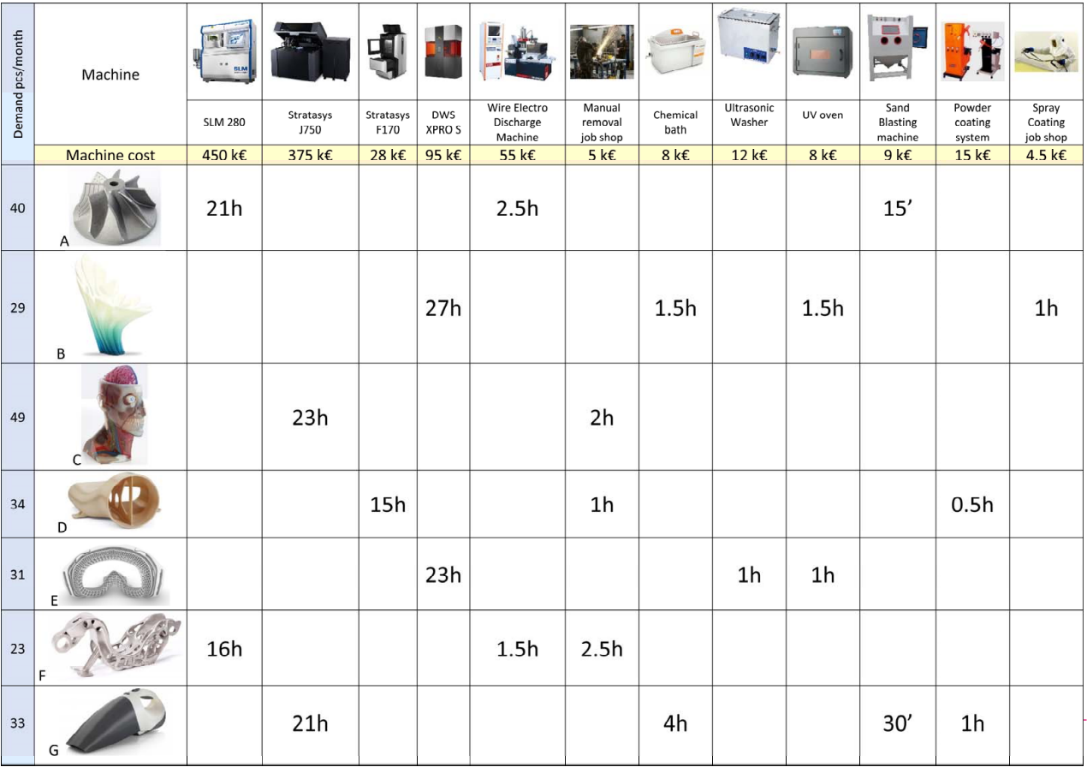 Demand pcs/month
Machine
SLM
SLM 280
Stratasys
J750
Stratasys
F170
DWS
XPRO S
Wire Electro
Discharge
Machine
Manual
removal
job shop
Chemical
bath
Ultrasonic
Washer
UV oven
Sand
Blasting
machine
Powder
coating
system
Spray
Coating
job shop
Machine cost 450 k€ 375 k€ 28 k€ 95 k€ 55 k€ 5 k€ 8 k€ 12 k€ 8 k€ 9 k€ 15 k€ 4.5 k€
40 A 21h 2.5h 15’
29 B 27h 1.5h 1.5h 1h
49 C 23h 2h
34 D 15h 1h 0.5h
31 E 23h 1h 1h
23 F 16h 1.5h 2.5h
33 G 21h 4h 30’ 1h